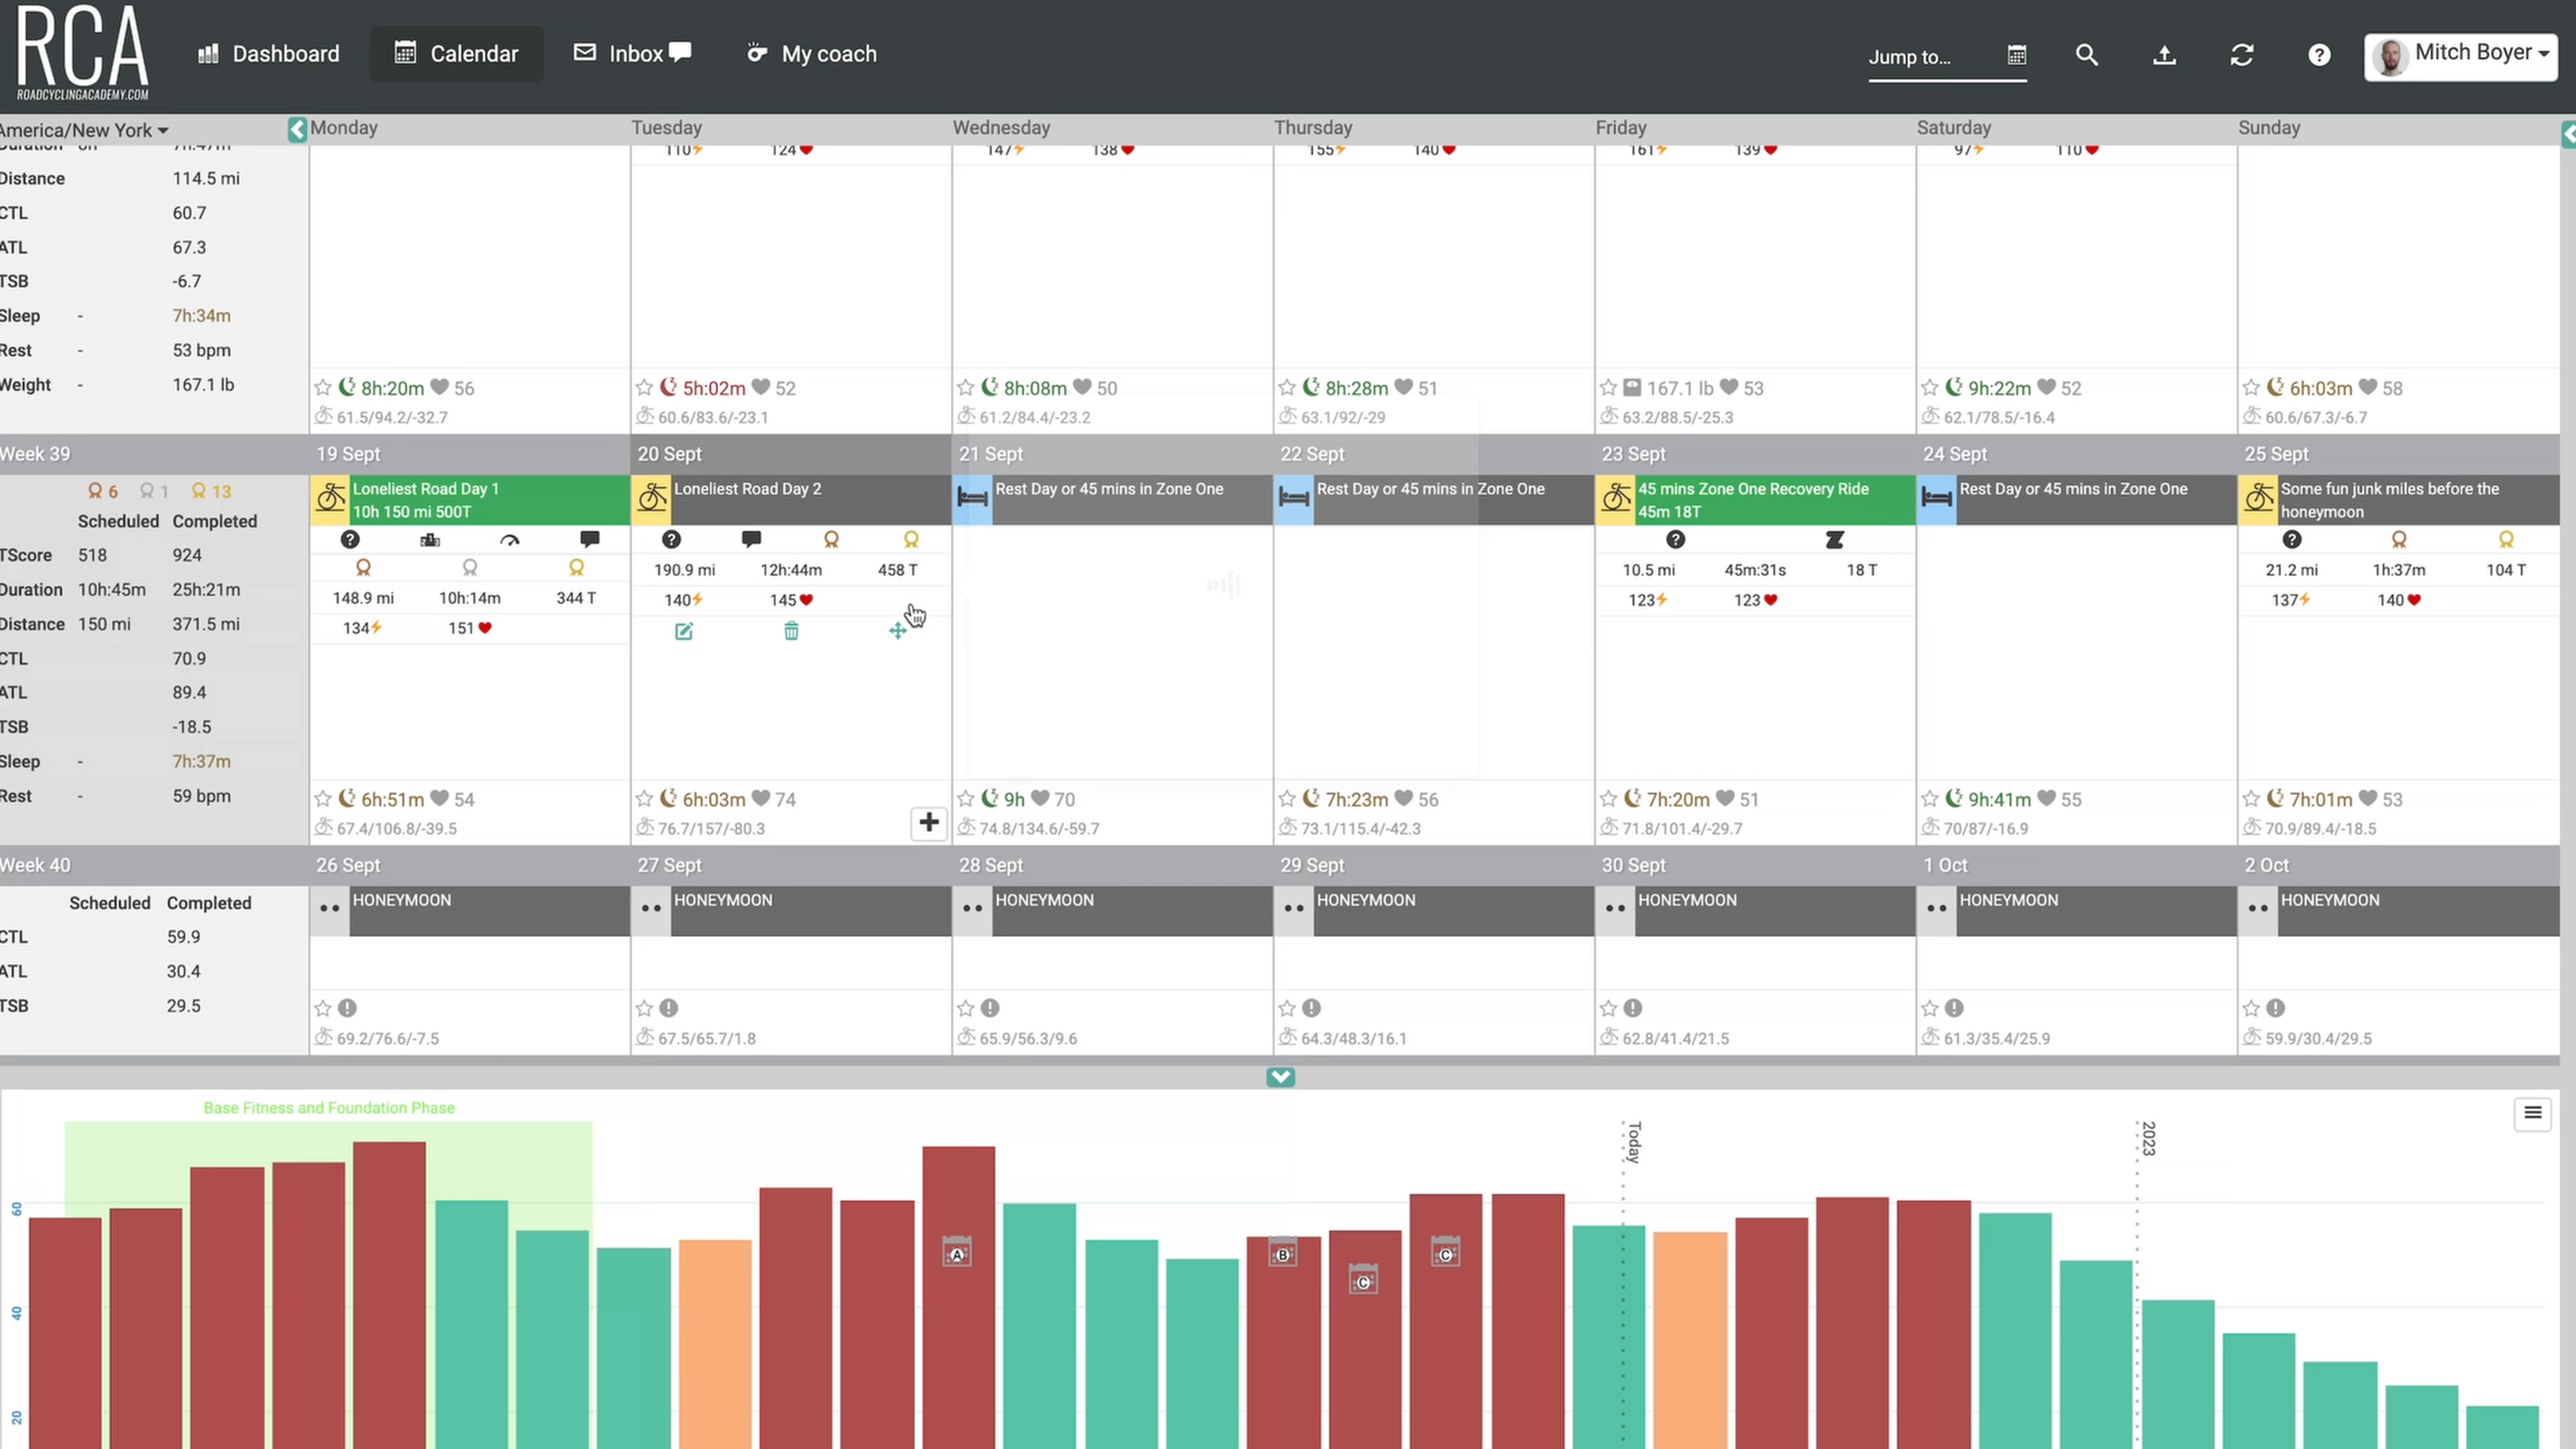 RCA
ROADCYCLINGACADEMY.COM
Dashboard
Calendar
Inbox
My coach
Jump to...
Mitch Boyer
America/New York
Monday Tuesday Wednesday Thursday Friday Saturday Sunday
Duration 8h 7h:47m 110 124 147 138 155 140 161 139 97 110
Distance 114.5 mi
CTL 60.7
ATL 67.3
TSB -6.7
Sleep - 7h:34m
Rest - 53 bpm
Weight - 167.1 lb
8h:20m 56 5h:02m 52 8h:08m 50 8h:28m 51 167.1 lb 53 9h:22m 52 6h:03m 58
61.5/94.2/-32.7 60.6/83.6/-23.1 61.2/84.4/-23.2 63.1/92/-29 63.2/88.5/-25.3 62.1/78.5/-16.4 60.6/67.3/-6.7
Week 39 19 Sept 20 Sept 21 Sept 22 Sept 23 Sept 24 Sept 25 Sept
6 1 13
Scheduled Completed
TScore 518 924
Duration 10h:45m 25h:21m
Distance 150 mi 371.5 mi
CTL 70.9
ATL 89.4
TSB -18.5
Sleep - 7h:37m
Rest - 59 bpm
Loneliest Road Day 1
10h 150 mi 500T
148.9 mi 10h:14m 344 T
134 151
Loneliest Road Day 2
190.9 mi 12h:44m 458 T
140 145
Rest Day or 45 mins in Zone One
Rest Day or 45 mins in Zone One
45 mins Zone One Recovery Ride
45m 18T
10.5 mi 45m:31s 18 T
123 123
Rest Day or 45 mins in Zone One
Some fun junk miles before the
honeymoon
21.2 mi 1h:37m 104 T
137 140
6h:51m 54 6h:03m 74 9h 70 7h:23m 56 7h:20m 51 9h:41m 55 7h:01m 53
67.4/106.8/-39.5 76.7/157/-80.3 74.8/134.6/-59.7 73.1/115.4/-42.3 71.8/101.4/-29.7 70/87/-16.9 70.9/89.4/-18.5
Week 40 26 Sept 27 Sept 28 Sept 29 Sept 30 Sept 1 Oct 2 Oct
Scheduled Completed
CTL 59.9
ATL 30.4
TSB 29.5
HONEYMOON HONEYMOON HONEYMOON HONEYMOON HONEYMOON HONEYMOON HONEYMOON
69.2/76.6/-7.5 67.5/65.7/1.8 65.9/56.3/9.6 64.3/48.3/16.1 62.8/41.4/21.5 61.3/35.4/25.9 59.9/30.4/29.5
Base Fitness and Foundation Phase
Today
2023
60
40
20
A
B
C
C